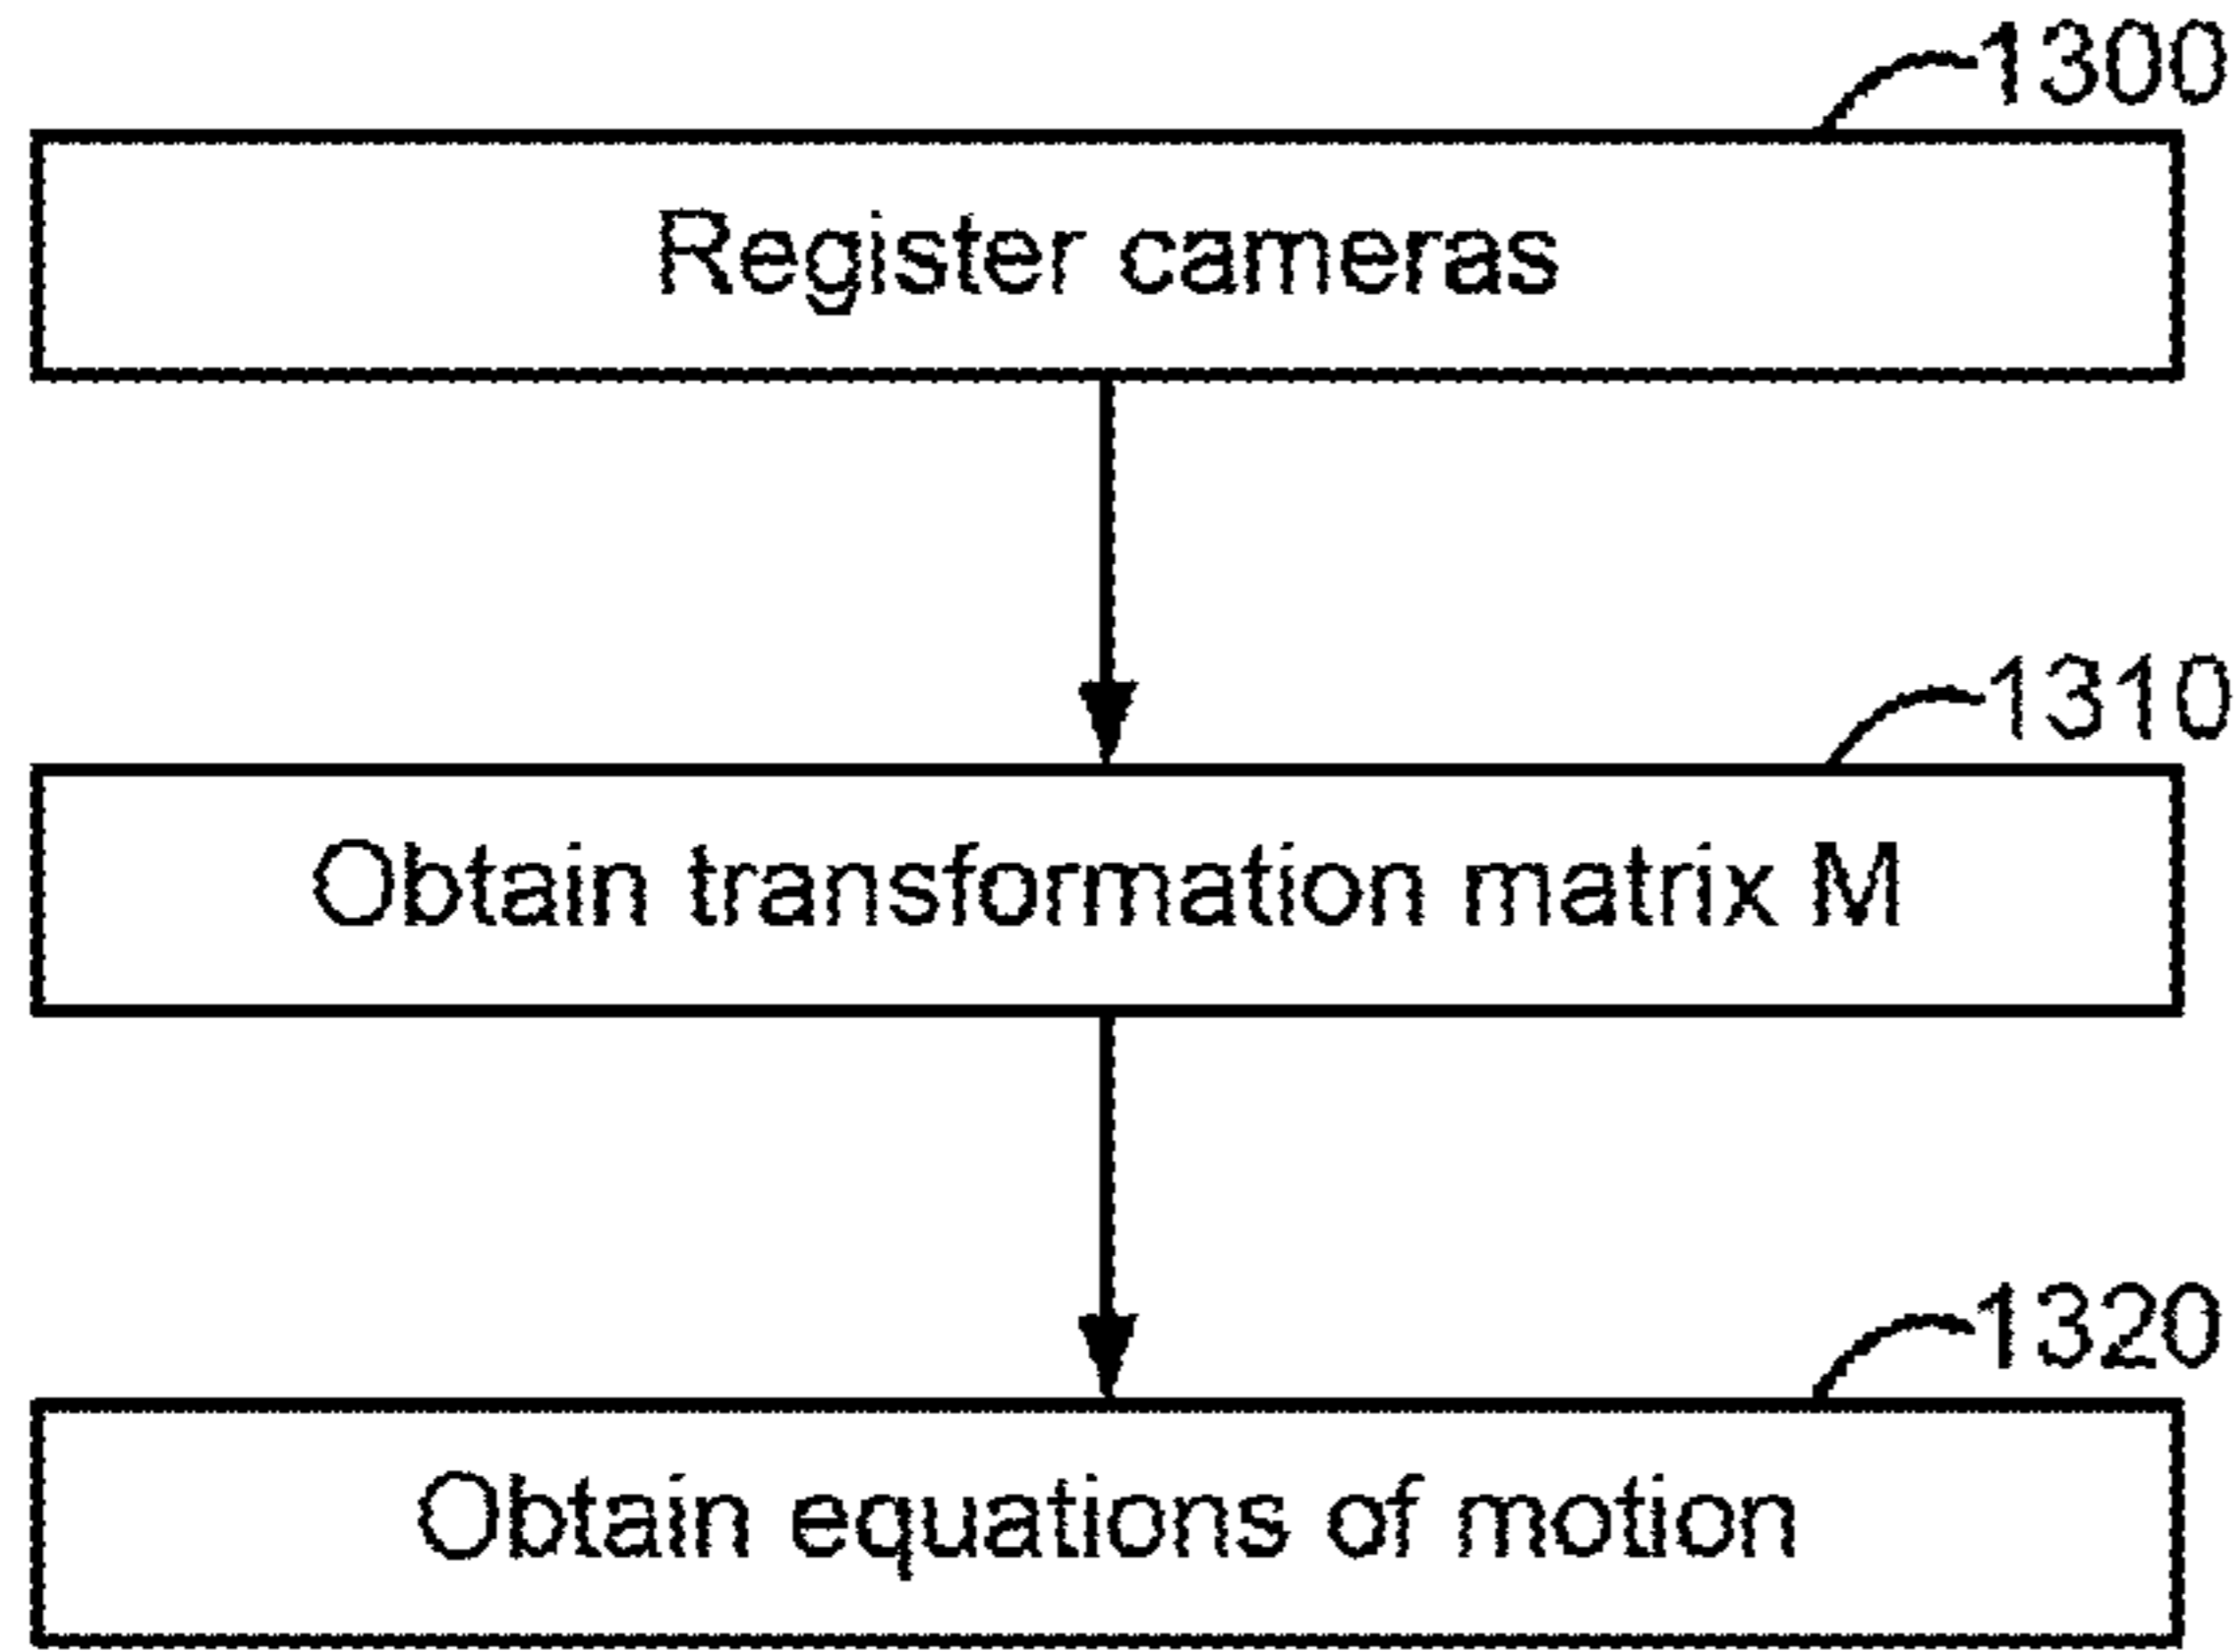 1300
Register cameras
1310
Obtain transformation matrix M
1320
Obtain equations of motion